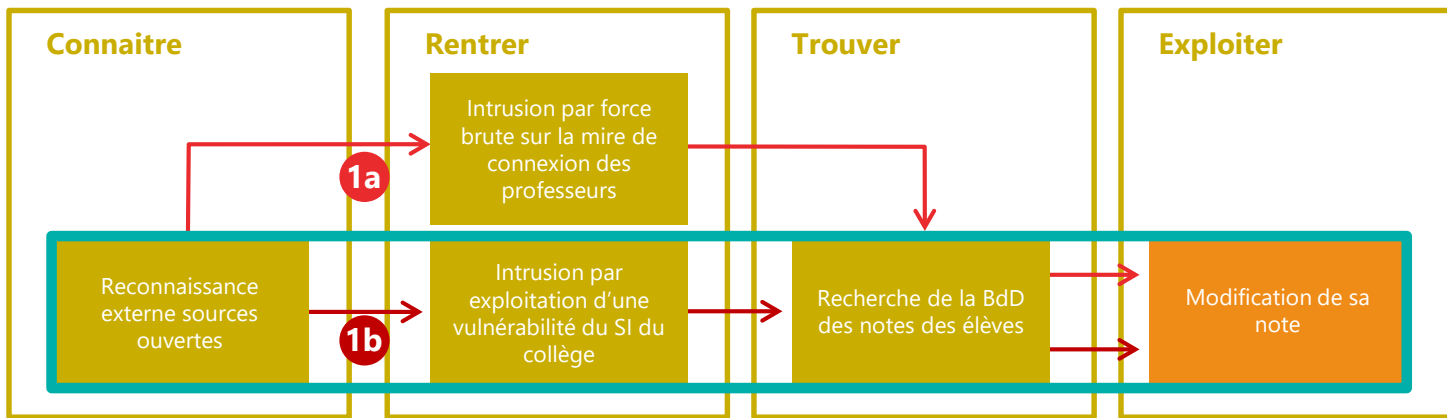 Connaitre
Rentrer
Trouver
Exploiter
Intrusion par force
brute sur la mire de
connexion des
professeurs
1a
Reconnaissance
externe sources
ouvertes
1b
Intrusion par
exploitation d’une
vulnérabilité du SI du
collège
Recherche de la BdD
des notes des élèves
Modification de sa
note